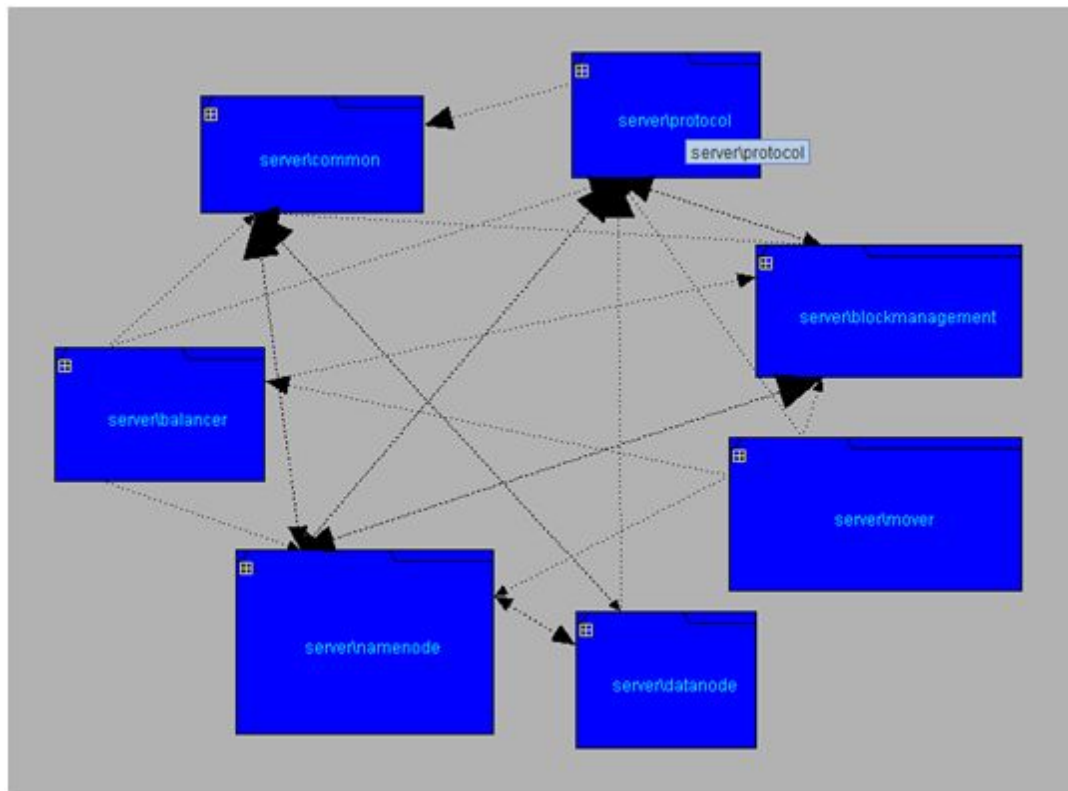 server\protocol
server\common
server\protocol
server\blockmanagement
server\balancer
server\mover
server\namenode
server\datanode